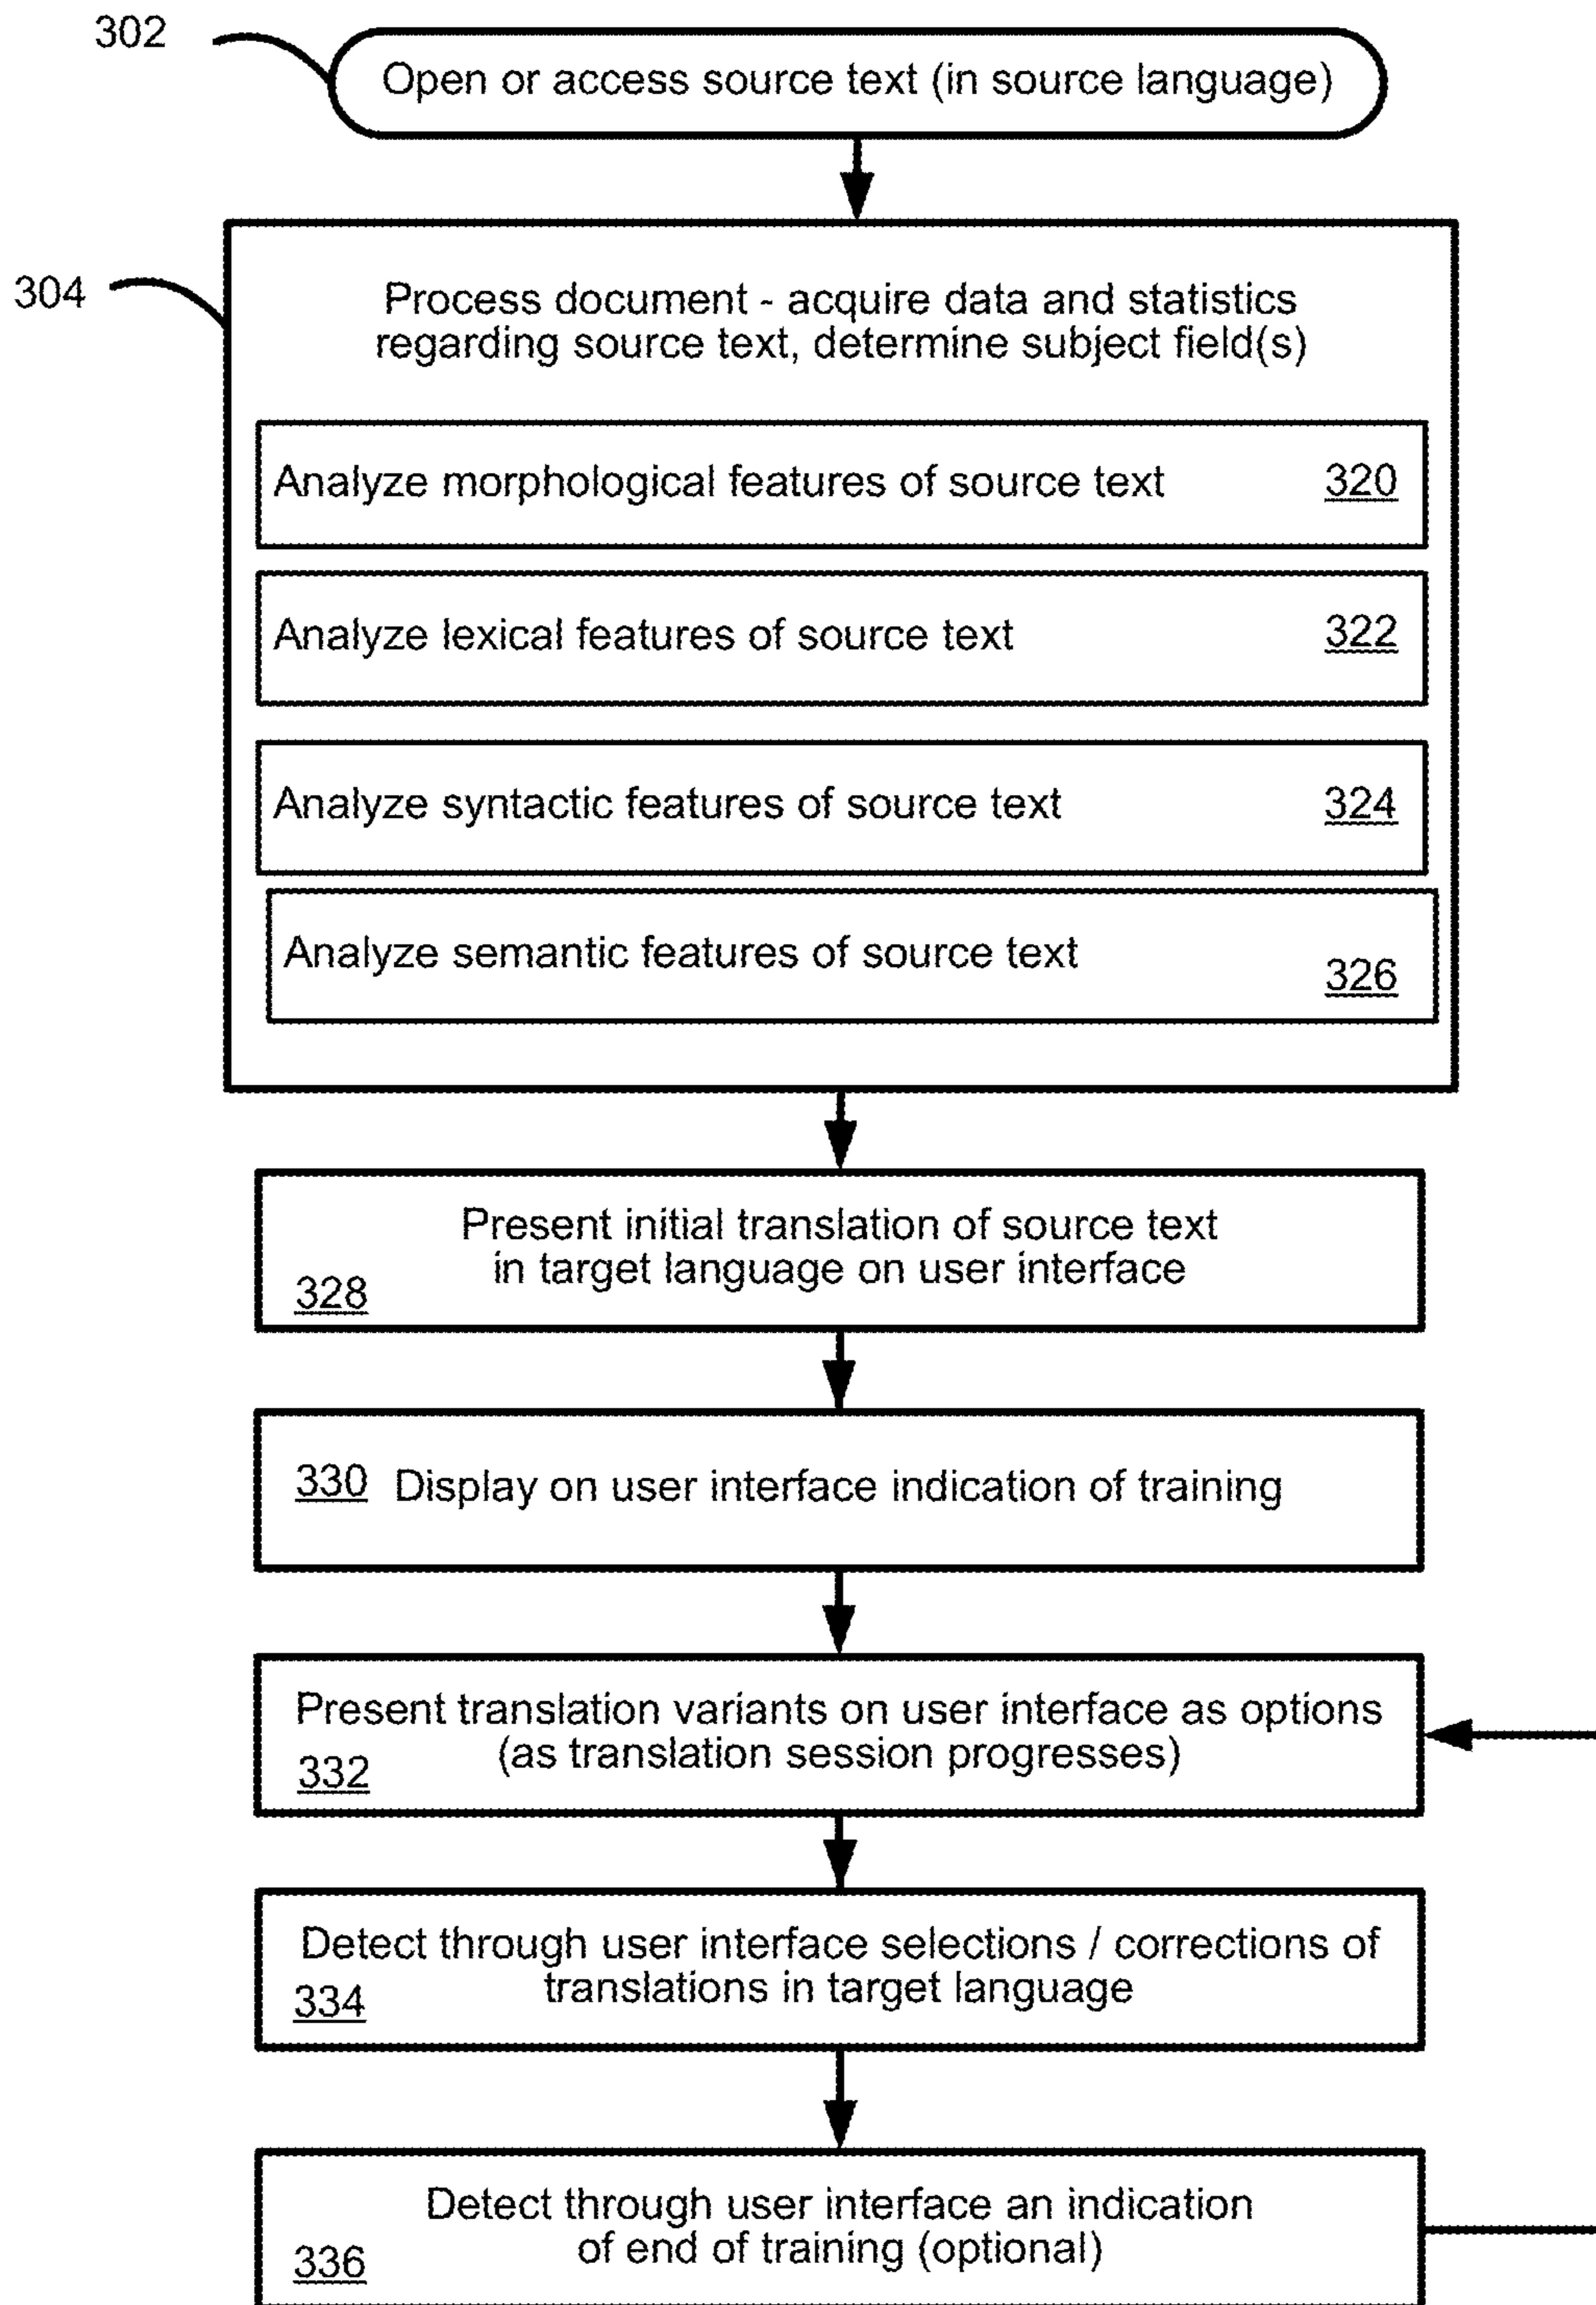 302
Open or access source text (in source language)
304
Process document - acquire data and statistics
regarding source text, determine subject field(s)
Analyze morphological features of source text 320
Analyze lexical features of source text 322
Analyze syntactic features of source text 324
Analyze semantic features of source text 326
Present initial translation of source text
in target language on user interface
328
330 Display on user interface indication of training
Present translation variants on user interface as options
(as translation session progresses)
332
Detect through user interface selections / corrections of
translations in target language
334
Detect through user interface an indication
of end of training (optional)
336